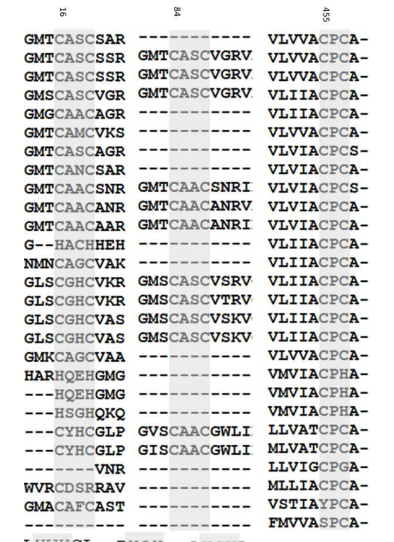 16 84 455
GMTCASCSAR ----------- VLVVACPCA-
GMTCASCSSR GMTCASCVGRV VLVVACPCA-
GMTCASCSSR ----------- VLVVACPCA-
GMSCASCVGR GMTCASCVGRV VLIIACPCA-
GMGCAACAGR ----------- VLIIACPCA-
GMTCAMCVKS ----------- VLVVACPCA-
GMTCASCAGR ----------- VLVIACPCS-
GMTCANCSAR ----------- VLVIACPCA-
GMTCAACSNR GMTCAACSNRI VLVIACPCS-
GMTCAACANR GMTCAACANRV VLVIACPCA-
GMTCAACAAR GMTCAACANRI VLVIACPCA-
G--HACHHEH ----------- VLIIACPCA-
NMNCAGCVAK ----------- VLIIACPCA-
GLSCGHCVKR GMSCASCVSRV VLIIACPCA-
GLSCGHCVKR GMSCASCVTRV VLIIACPCA-
GLSCGHCVAS GMSCASCVSKV VLIIACPCA-
GLSCGHCVAS GMSCASCVSKV VLIIACPCA-
GMKCAGCVAA ----------- VLVVACPCA-
HARHQEHGMG ----------- VMVIACPHA-
---HQEHGMG ----------- VMVIACPHA-
---HSGHQKQ ----------- VMVIACPHA-
---CYHCGLP GVSCAACGWLI LLVATCPCA-
---CYHCGLP GISCAACGWLI MLVATCPCA-
-------VNR ----------- LLVIGCPGA-
WVRCDSRRAV ----------- MLLIACPCA-
GMACAFCAST ----------- VSTIAYPCA-
---------- ----------- FMVVASPCA-